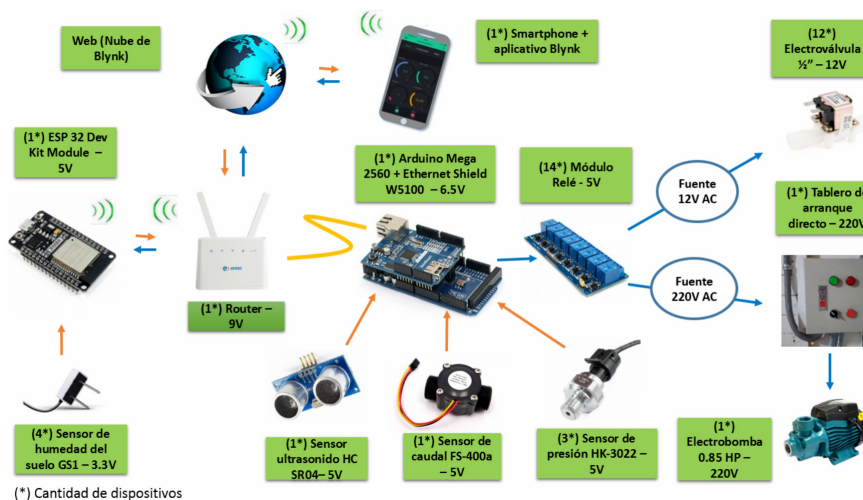 Web (Nube de
Blynk)
(1*) Smartphone +
aplicativo Blynk
(12*)
Electroválvula
½” – 12V
(1*) ESP 32 Dev
Kit Module –
5V
(1*) Arduino Mega
2560 + Ethernet Shield
W5100 – 6.5V
(14*) Módulo
Relé - 5V
Fuente
12V AC
(1*) Tablero de
arranque
directo – 220V
(1*) Router –
9V
Fuente
220V AC
(4*) Sensor de
humedad del
suelo GS1 – 3.3V
(1*) Sensor
ultrasonido HC
SR04– 5V
(1*) Sensor de
caudal FS-400a
– 5V
(3*) Sensor de
presión HK-3022 –
5V
(1*)
Electrobomba
0.85 HP –
220V
(*) Cantidad de dispositivos